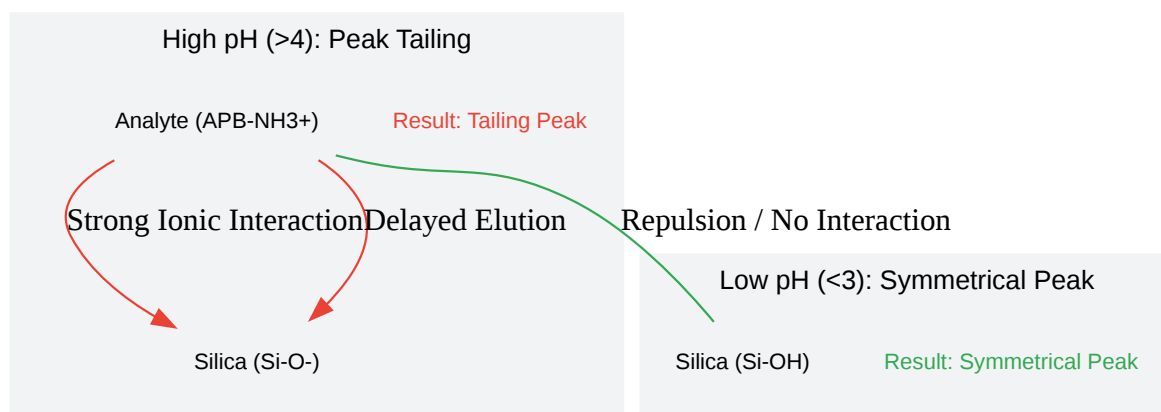 High pH (>4): Peak Tailing
Analyte (APB-NH3+)
Result: Tailing Peak
Strong Ionic Interaction
Delayed Elution
Repulsion / No Interaction
Silica (Si-O-)
Low pH (<3): Symmetrical Peak
Silica (Si-OH)
Result: Symmetrical Peak